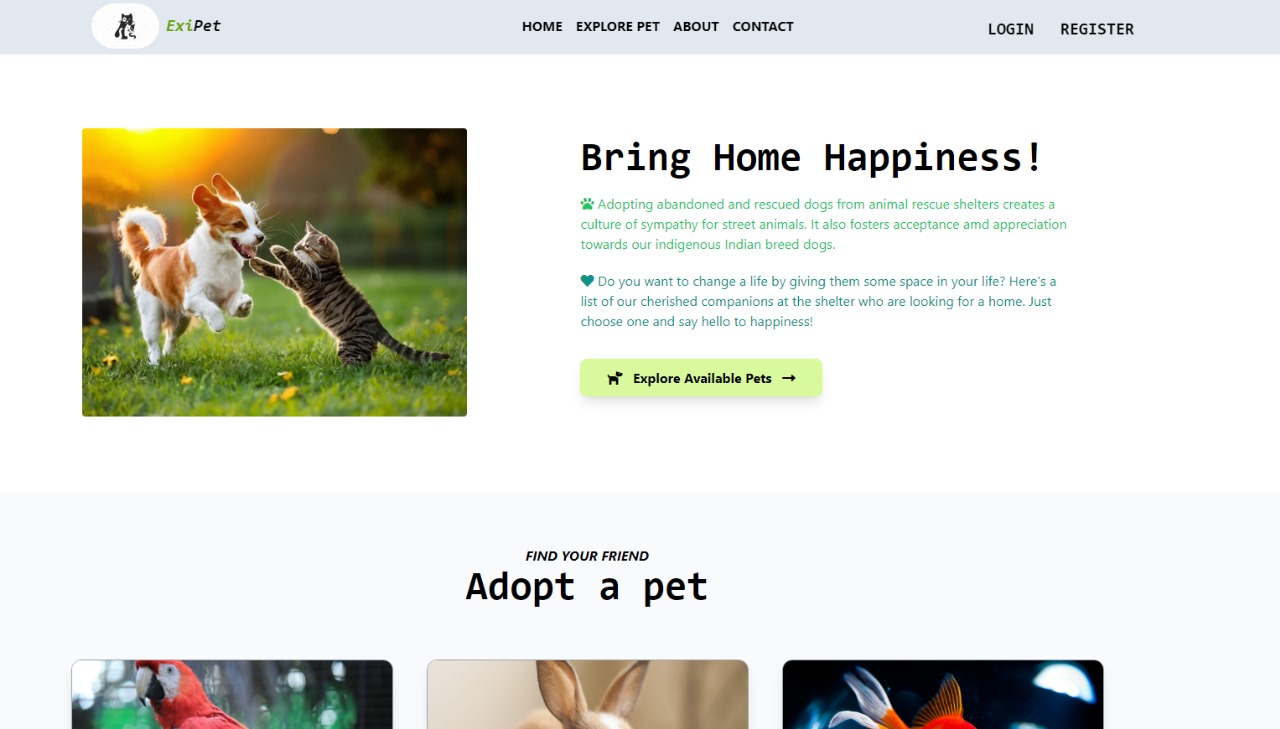 ExiPet
HOME EXPLORE PET ABOUT CONTACT
LOGIN REGISTER
Bring Home Happiness!
Adopting abandoned and rescued dogs from animal rescue shelters creates a
culture of sympathy for street animals. It also fosters acceptance amd appreciation
towards our indigenous Indian breed dogs.
Do you want to change a life by giving them some space in your life? Here's a
list of our cherished companions at the shelter who are looking for a home. Just
choose one and say hello to happiness!
Explore Available Pets
FIND YOUR FRIEND
Adopt a pet